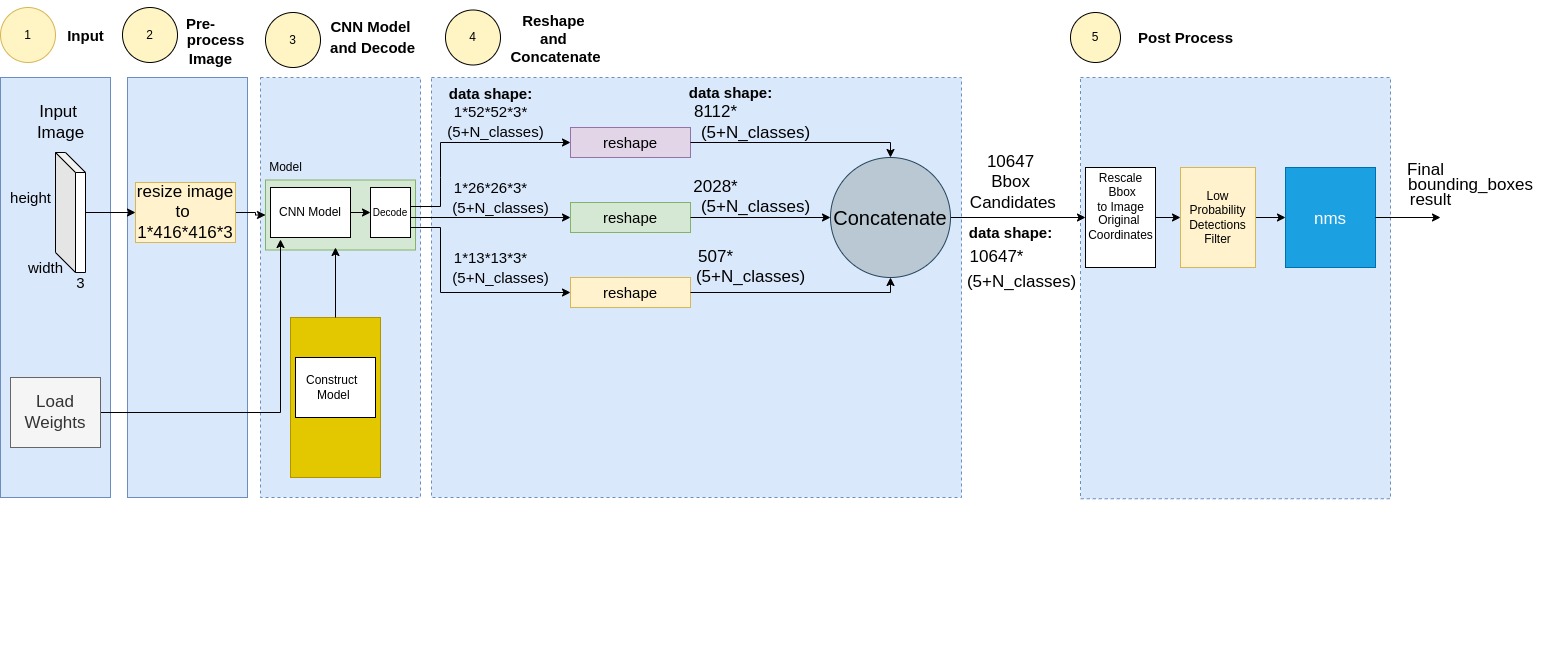 1
Input
2
Pre-
process
Image
3
CNN Model
and Decode
4
Reshape
and
Concatenate
5
Post Process
Input
Image
height
width
3
Load
Weights
resize image
to
1*416*416*3
Model
CNN Model
Decode
Construct
Model
data shape:
1*52*52*3*
(5+N_classes)
1*26*26*3*
(5+N_classes)
1*13*13*3*
(5+N_classes)
reshape
reshape
reshape
data shape:
8112*
(5+N_classes)
2028*
(5+N_classes)
507*
(5+N_classes)
Concatenate
10647
Bbox
Candidates
data shape:
10647*
(5+N_classes)
Rescale
Bbox
to Image
Original
Coordinates
Low
Probability
Detections
Filter
nms
Final
bounding_boxes
result